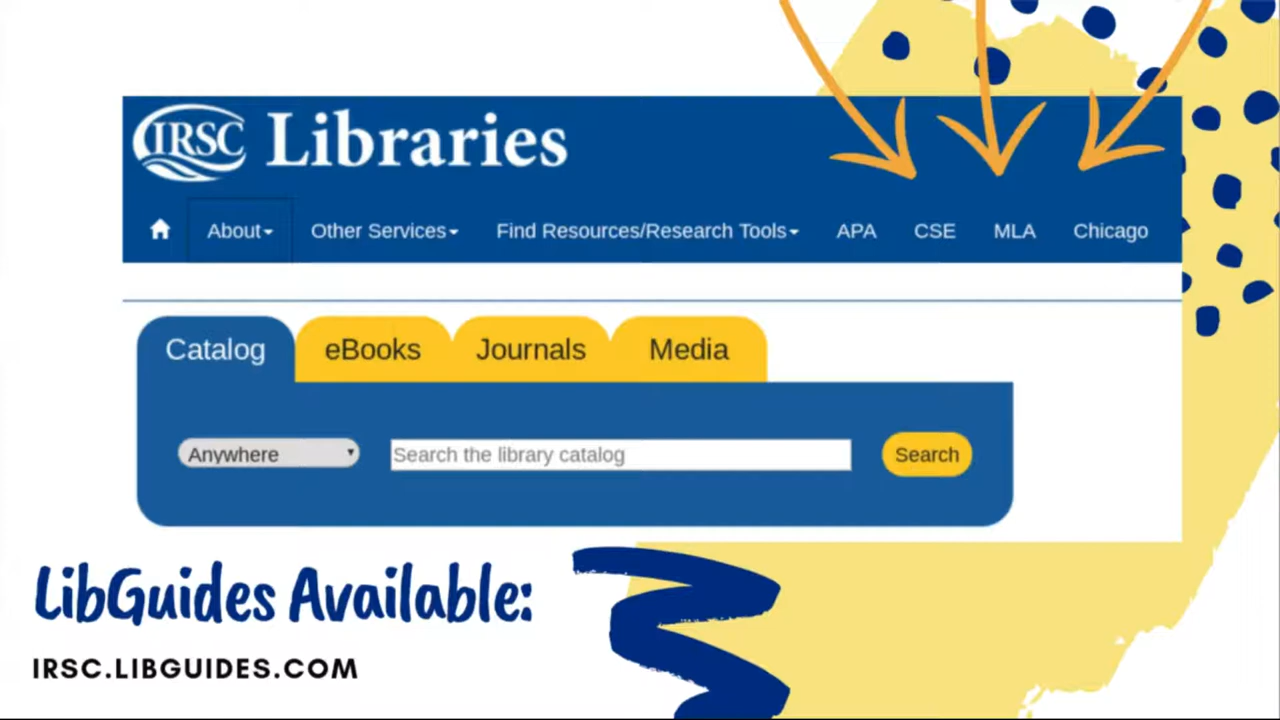 IRSC Libraries
About Other Services Find Resources/Research Tools APA CSE MLA Chicago
Catalog eBooks Journals Media
Anywhere Search the library catalog Search
LibGuides Available:
IRSC.LIBGUIDES.COM